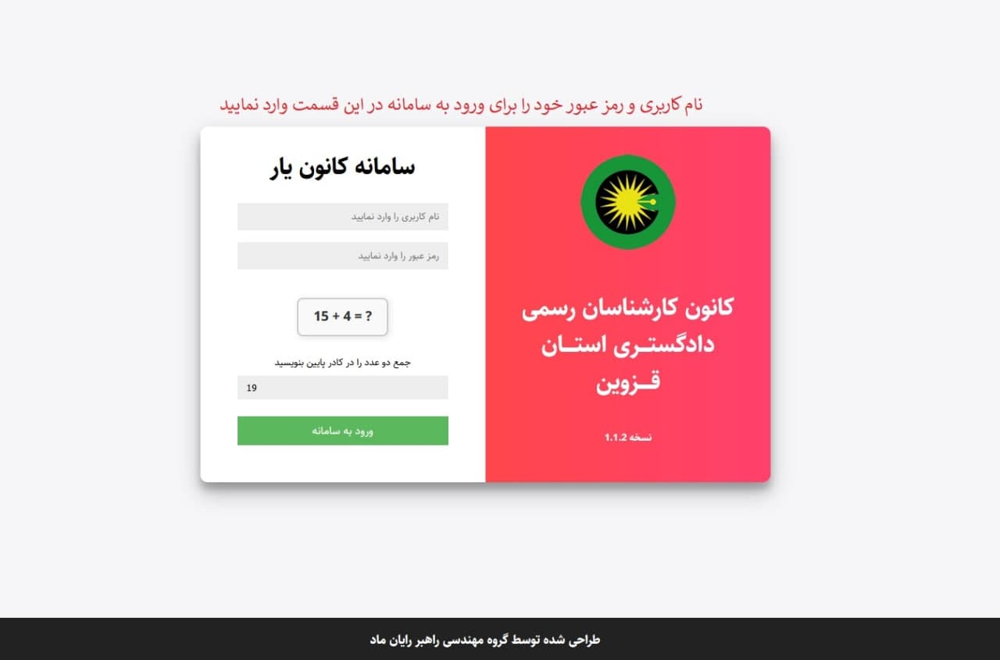 نام کاربری و رمز عبور خود را برای ورود به سامانه در این قسمت وارد نمایید
کانون کارشناسان رسمی
دادگستـری استـان
قـزوین
نسخه 1.1.2
سامانه کانون یار
نام کاربری را وارد نمایید
رمز عبور را وارد نمایید
15 + 4 = ?
جمع دو عدد را در کادر پایین بنویسید
19
ورود به سامانه
طراحی شده توسط گروه مهندسی راهبر رایان ماد